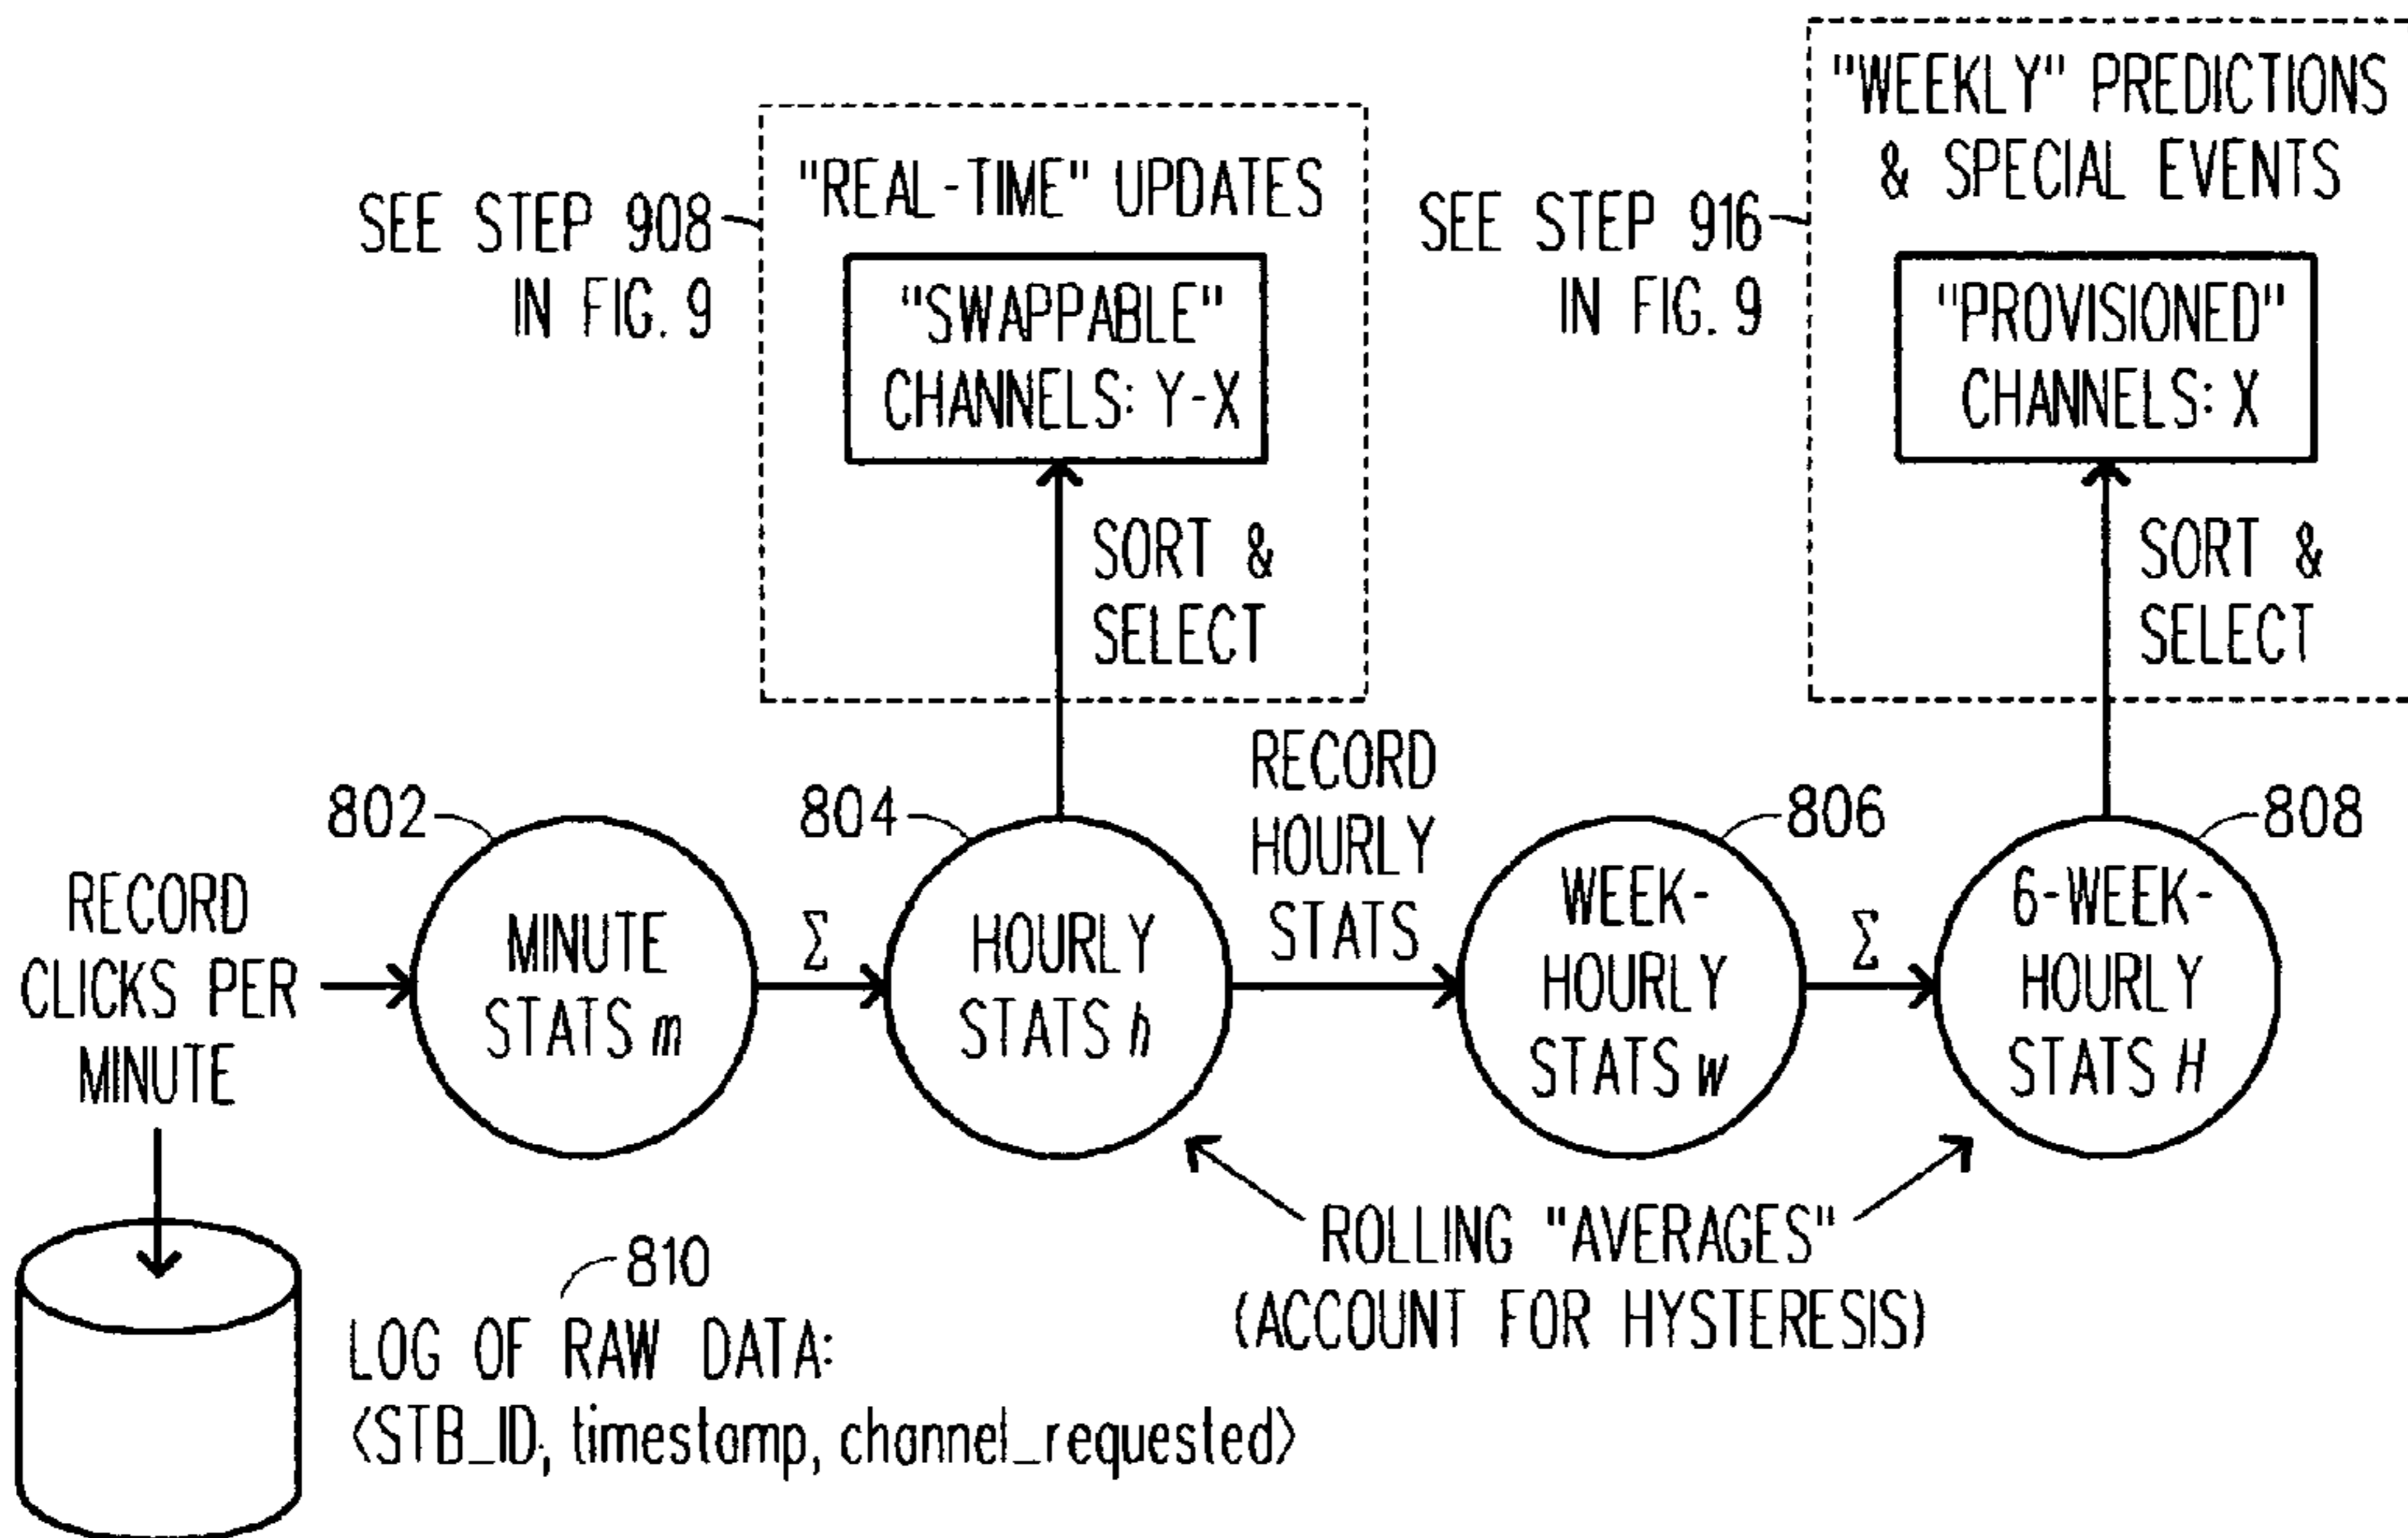 "WEEKLY" PREDICTIONS
& SPECIAL EVENTS
"REAL-TIME" UPDATES
SEE STEP 908
IN FIG. 9
SEE STEP 916
IN FIG. 9
"SWAPPABLE"
CHANNELS: Y-X
"PROVISIONED"
CHANNELS: X
SORT &
SELECT
SORT &
SELECT
RECORD
HOURLY
STATS
802
804
806
808
RECORD
CLICKS PER
MINUTE
MINUTE
STATS m
Σ
HOURLY
STATS h
WEEK-
HOURLY
STATS w
Σ
6-WEEK-
HOURLY
STATS H
ROLLING "AVERAGES"
(ACCOUNT FOR HYSTERESIS)
810
LOG OF RAW DATA:
<STB_ID, timestamp, channel_requested>